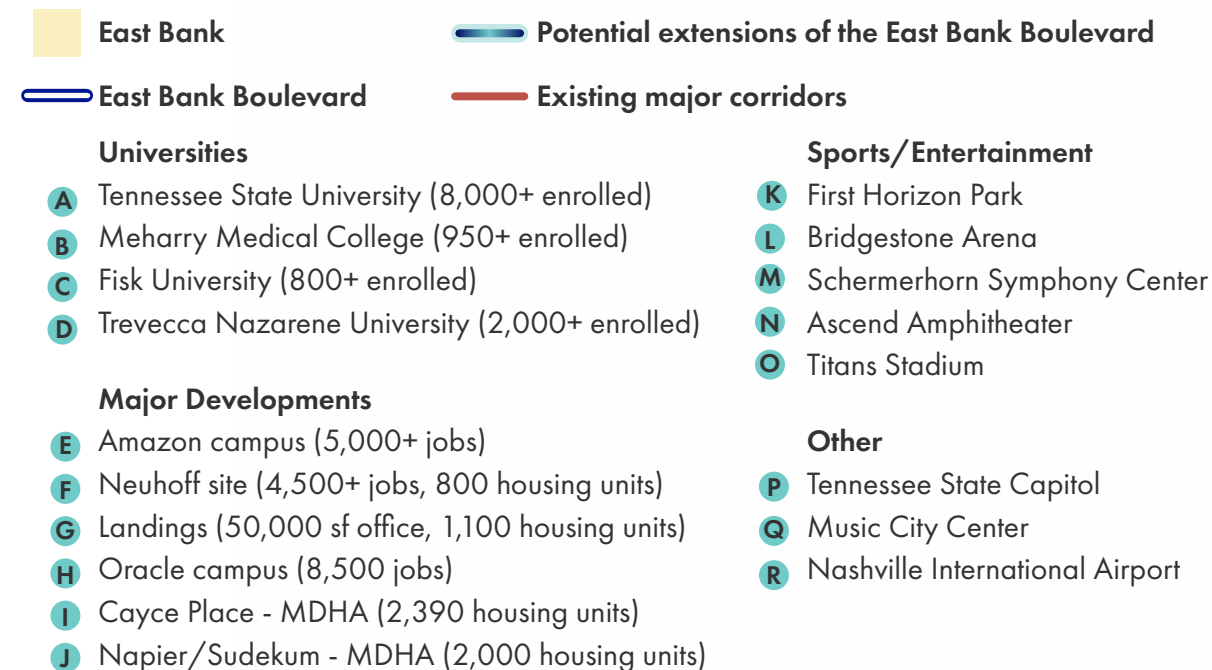 East Bank
Potential extensions of the East Bank Boulevard
East Bank Boulevard
Existing major corridors
Universities
A Tennessee State University (8,000+ enrolled)
B Meharry Medical College (950+ enrolled)
C Fisk University (800+ enrolled)
D Trevecca Nazarene University (2,000+ enrolled)
Major Developments
E Amazon campus (5,000+ jobs)
F Neuhoff site (4,500+ jobs, 800 housing units)
G Landings (50,000 sf office, 1,100 housing units)
H Oracle campus (8,500 jobs)
I Cayce Place - MDHA (2,390 housing units)
J Napier/Sudekum - MDHA (2,000 housing units)
Sports/Entertainment
K First Horizon Park
L Bridgestone Arena
M Schermerhorn Symphony Center
N Ascend Amphitheater
O Titans Stadium
Other
P Tennessee State Capitol
Q Music City Center
R Nashville International Airport